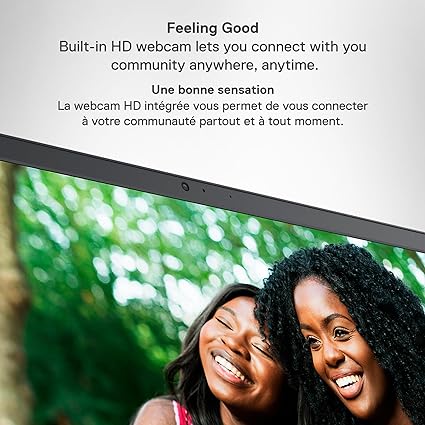 Feeling Good
Built-in HD webcam lets you connect with you
community anywhere, anytime.
Une bonne sensation
La webcam HD intégrée vous permet de vous connecter
à votre communauté partout et à tout moment.